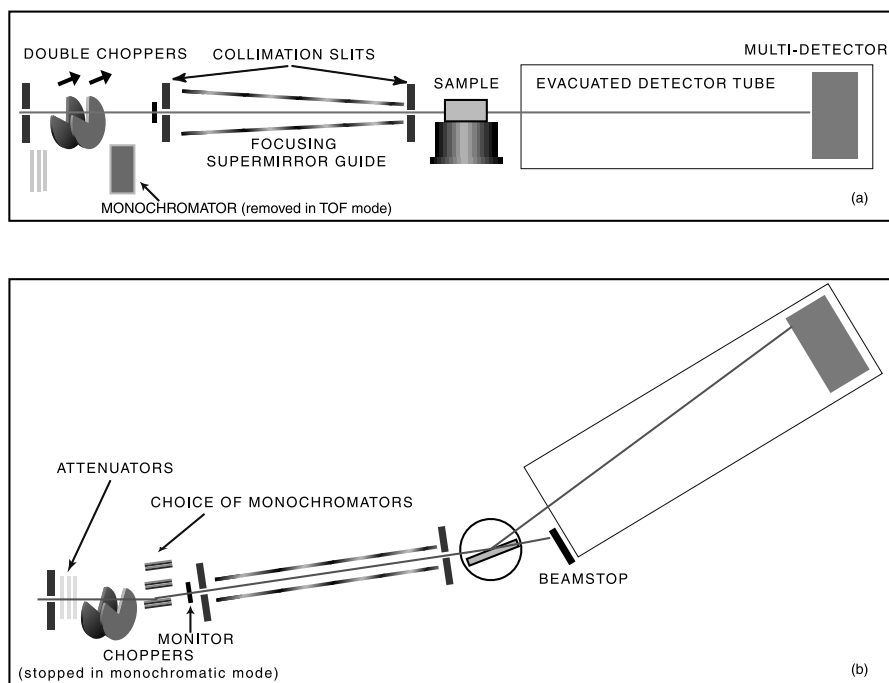 DOUBLE CHOPPERS
COLLIMATION SLITS
MULTI-DETECTOR
SAMPLE
EVACUATED DETECTOR TUBE
FOCUSING
SUPERMIRROR GUIDE
MONOCHROMATOR (removed in TOF mode)
(a)
ATTENUATORS
CHOICE OF MONOCHROMATORS
BEAMSTOP
MONITOR
CHOPPERS
(stopped in monochromatic mode)
(b)